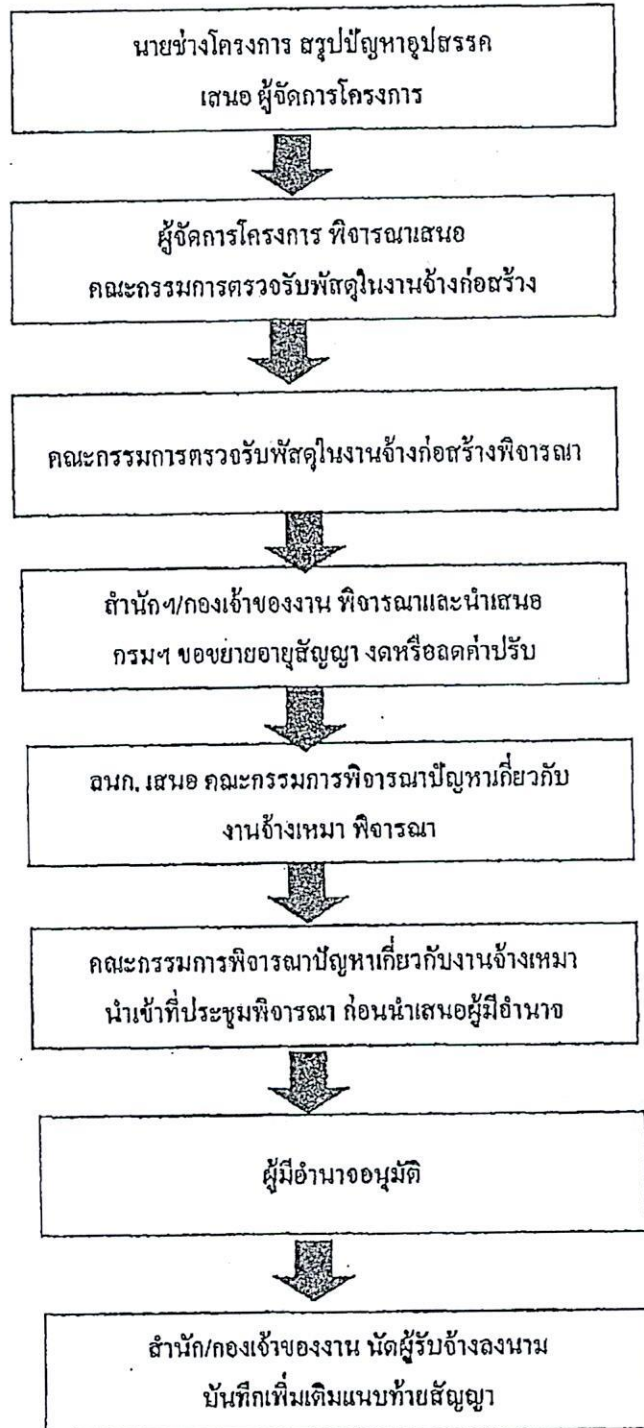 นายช่างโครงการ สรุปปัญหาอุปสรรค
เสนอ ผู้จัดการโครงการ
ผู้จัดการโครงการ พิจารณาเสนอ
คณะกรรมการตรวจรับพัสดุในงานจ้างก่อสร้าง
คณะกรรมการตรวจรับพัสดุในงานจ้างก่อสร้างพิจารณา
สำนักฯ/กองเจ้าของงาน พิจารณาและนำเสนอ
กรมฯ ขอขยายอายุสัญญา งดหรือลดค่าปรับ
อนก. เสนอ คณะกรรมการพิจารณาปัญหาเกี่ยวกับ
งานจ้างเหมา พิจารณา
คณะกรรมการพิจารณาปัญหาเกี่ยวกับงานจ้างเหมา
นำเข้าที่ประชุมพิจารณา ก่อนนำเสนอผู้มีอำนาจ
ผู้มีอำนาจอนุมัติ
สำนัก/กองเจ้าของงาน นัดผู้รับจ้างลงนาม
บันทึกเพิ่มเติมแนบท้ายสัญญา